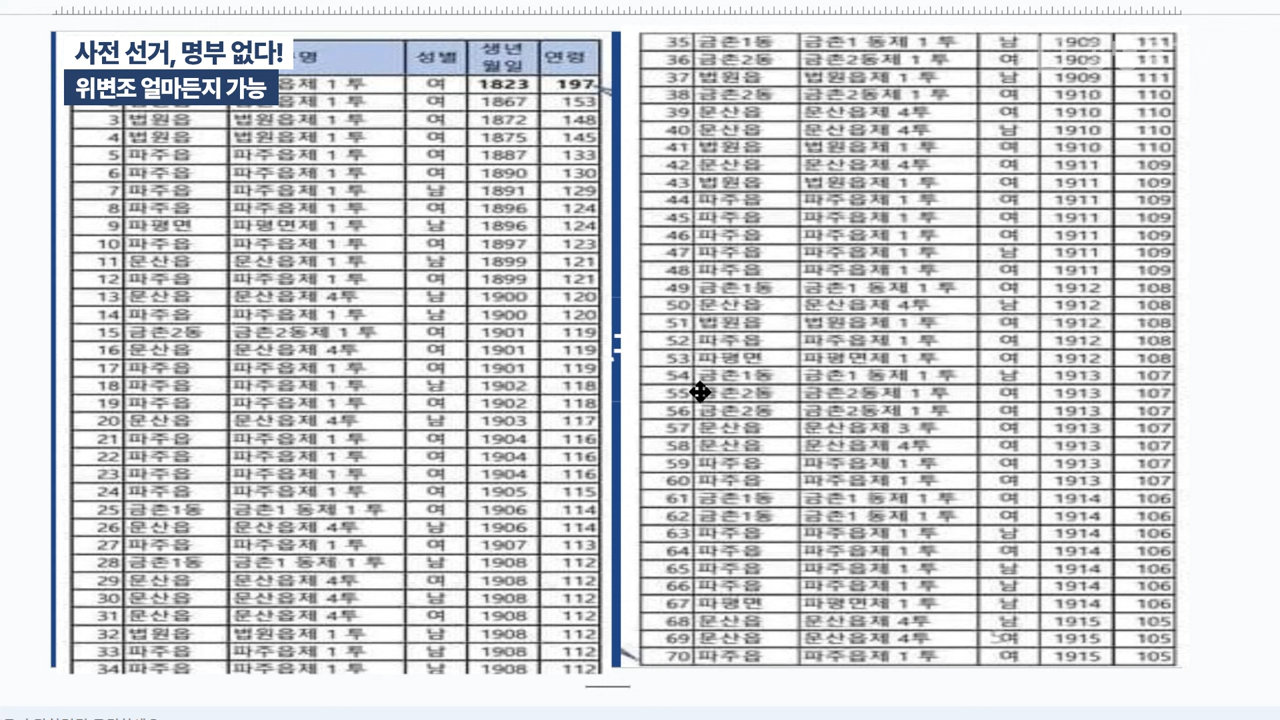 사전 선거, 명부 없다!
위변조 얼마든지 가능
명 성별 생년월일 연령
읍제 1 투 여 1823 197
1867 153
3 법원읍 법원읍제 1 투 여 1872 148
4 법원읍 법원읍제 1 투 여 1875 145
5 파주읍 파주읍제 1 투 여 1887 133
6 파주읍 파주읍제 1 투 여 1890 130
7 파주읍 파주읍제 1 투 남 1891 129
8 파주읍 파주읍제 1 투 여 1896 124
9 파평면 파평면제 1 투 남 1896 124
10 파주읍 파주읍제 1 투 여 1897 123
11 문산읍 문산읍제 1 투 남 1899 121
12 파주읍 파주읍제 1 투 여 1899 121
13 문산읍 문산읍제 4투 남 1900 120
14 파주읍 파주읍제 1 투 남 1900 120
15 금촌2동 금촌2동제 1 투 여 1901 119
16 문산읍 문산읍제 4투 여 1901 119
17 파주읍 파주읍제 1 투 여 1901 119
18 파주읍 파주읍제 1 투 남 1902 118
19 파주읍 파주읍제 1 투 여 1902 118
20 문산읍 문산읍제 4투 남 1903 117
21 파주읍 파주읍제 1 투 여 1904 116
22 파주읍 파주읍제 1 투 여 1904 116
23 파주읍 파주읍제 1 투 여 1904 116
24 파주읍 파주읍제 1 투 여 1905 115
25 금촌1동 금촌1 동제 1 투 여 1906 114
26 문산읍 문산읍제 4투 남 1906 114
27 파주읍 파주읍제 1 투 여 1907 113
28 금촌1동 금촌1 동제 1 투 남 1908 112
29 문산읍 문산읍제 4투 여 1908 112
30 문산읍 문산읍제 4투 남 1908 112
31 문산읍 문산읍제 4투 여 1908 112
32 법원읍 법원읍제 1 투 남 1908 112
33 파주읍 파주읍제 1 투 남 1908 112
34 파주읍 파주읍제 1 투 남 1908 112
35 금촌1동 금촌1 동제 1 투 남 1909 111
36 금촌2동 금촌2동제 1 투 여 1909 111
37 법원읍 법원읍제 1 투 남 1909 111
38 금촌2동 금촌2동제 1 투 여 1910 110
39 문산읍 문산읍제 4투 여 1910 110
40 문산읍 문산읍제 4투 남 1910 110
41 법원읍 법원읍제 1 투 여 1910 110
42 문산읍 문산읍제 4투 여 1911 109
43 법원읍 법원읍제 1 투 여 1911 109
44 파주읍 파주읍제 1 투 여 1911 109
45 파주읍 파주읍제 1 투 여 1911 109
46 파주읍 파주읍제 1 투 여 1911 109
47 파주읍 파주읍제 1 투 남 1911 109
48 파주읍 파주읍제 1 투 여 1911 109
49 금촌1동 금촌1 동제 1 투 남 1912 108
50 문산읍 문산읍제 4투 남 1912 108
51 법원읍 법원읍제 1 투 여 1912 108
52 파주읍 파주읍제 1 투 여 1912 108
53 파평면 파평면제 1 투 여 1912 108
54 금촌1동 금촌1 동제 1 투 남 1913 107
55 금촌2동 금촌2동제 1 투 여 1913 107
56 금촌2동 금촌2동제 1 투 여 1913 107
57 문산읍 문산읍제 3 투 여 1913 107
58 문산읍 문산읍제 4투 여 1913 107
59 파주읍 파주읍제 1 투 여 1913 107
60 파주읍 파주읍제 1 투 여 1913 107
61 금촌1동 금촌1 동제 1 투 여 1914 106
62 금촌1동 금촌1 동제 1 투 여 1914 106
63 파주읍 파주읍제 1 투 남 1914 106
64 파주읍 파주읍제 1 투 여 1914 106
65 파주읍 파주읍제 1 투 남 1914 106
66 파주읍 파주읍제 1 투 남 1914 106
67 파평면 파평면제 1 투 남 1914 106
68 문산읍 문산읍제 4투 남 1915 105
69 문산읍 문산읍제 4투 여 1915 105
70 파주읍 파주읍제 1 투 여 1915 105